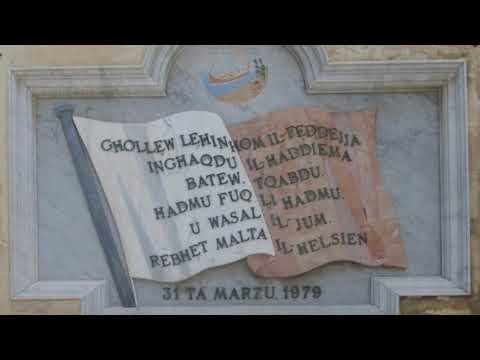 GHOLLEW LEĦINHOM IL-FEDDEJJA
INGHAQDU IL-HADDIEMA
BATEW. TQABDU.
HADMU FUQ LI HADMU.
U WASAL IL-JUM.
REBHET MALTA IL-HELSIEN
31 TA MARZU, 1979